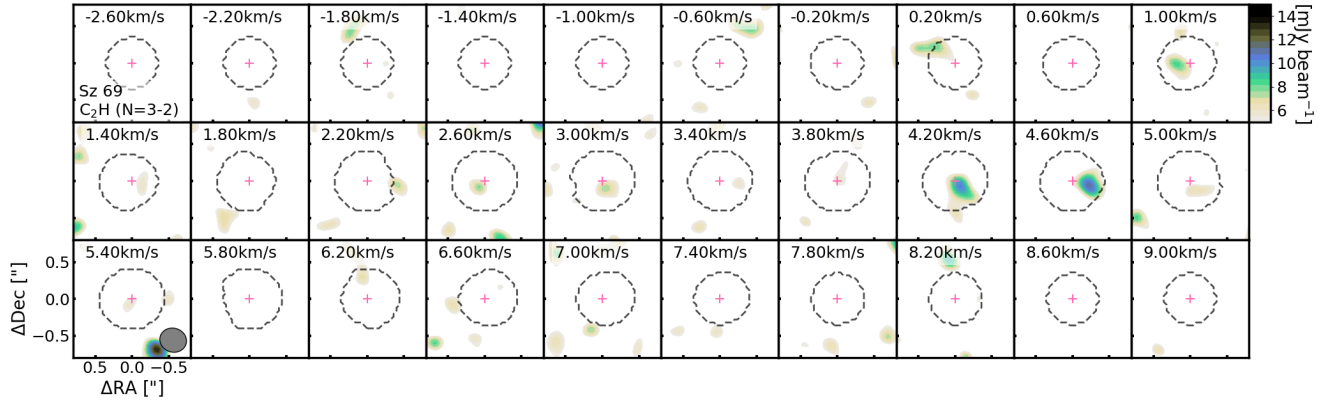 -2.60km/s -2.20km/s -1.80km/s -1.40km/s -1.00km/s -0.60km/s -0.20km/s 0.20km/s 0.60km/s 1.00km/s
Sz 69
C₂H (N=3-2)
14
12
10
8
6
[mJy beam⁻¹]
1.40km/s 1.80km/s 2.20km/s 2.60km/s 3.00km/s 3.40km/s 3.80km/s 4.20km/s 4.60km/s 5.00km/s
5.40km/s 5.80km/s 6.20km/s 6.60km/s 7.00km/s 7.40km/s 7.80km/s 8.20km/s 8.60km/s 9.00km/s
0.5
0.0
−0.5
ΔDec ["]
0.5 0.0 −0.5
ΔRA ["]